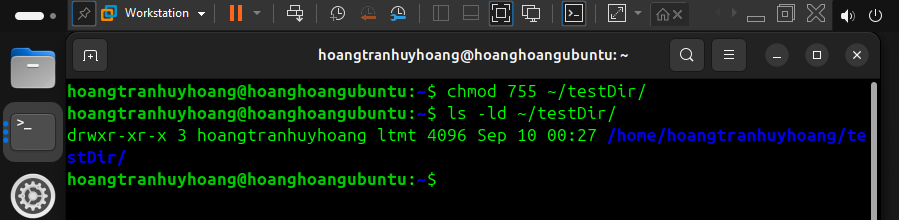 Workstation
hoangtranhuyhoang@hoanghoangubuntu: ~
hoangtranhuyhoang@hoanghoangubuntu:~$ chmod 755 ~/testDir/
hoangtranhuyhoang@hoanghoangubuntu:~$ ls -ld ~/testDir/
drwxr-xr-x 3 hoangtranhuyhoang ltmt 4096 Sep 10 00:27 /home/hoangtranhuyhoang/te
stDir/
hoangtranhuyhoang@hoanghoangubuntu:~$